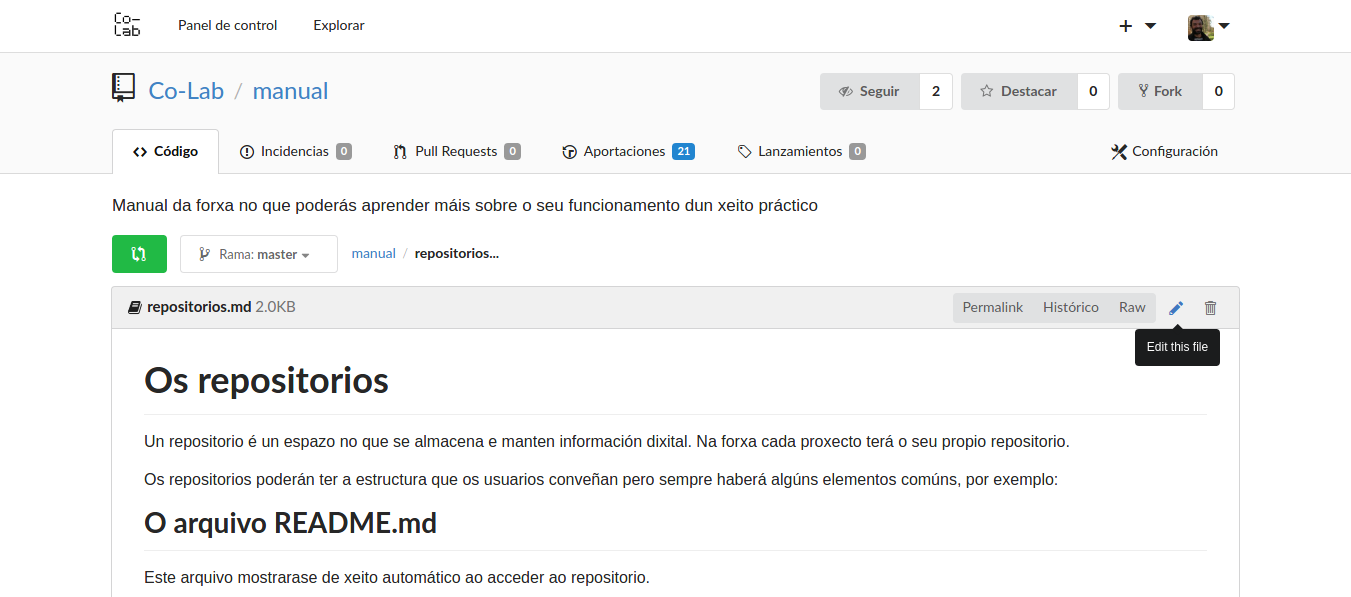 Co-Lab Panel de control Explorar
Co-Lab / manual Seguir 2 Destacar 0 Fork 0
Código Incidencias 0 Pull Requests 0 Aportaciones 21 Lanzamientos 0 Configuración
Manual da forxa no que poderás aprender máis sobre o seu funcionamento dun xeito práctico
Rama: master manual / repositorios...
repositorios.md 2.0KB Permalink Histórico Raw
Edit this file
Os repositorios
Un repositorio é un espazo no que se almacena e manten información dixital. Na forxa cada proxecto terá o seu propio repositorio.
Os repositorios poderán ter a estructura que os usuarios conveñan pero sempre haberá algúns elementos comúns, por exemplo:
O arquivo README.md
Este arquivo mostrarase de xeito automático ao acceder ao repositorio.